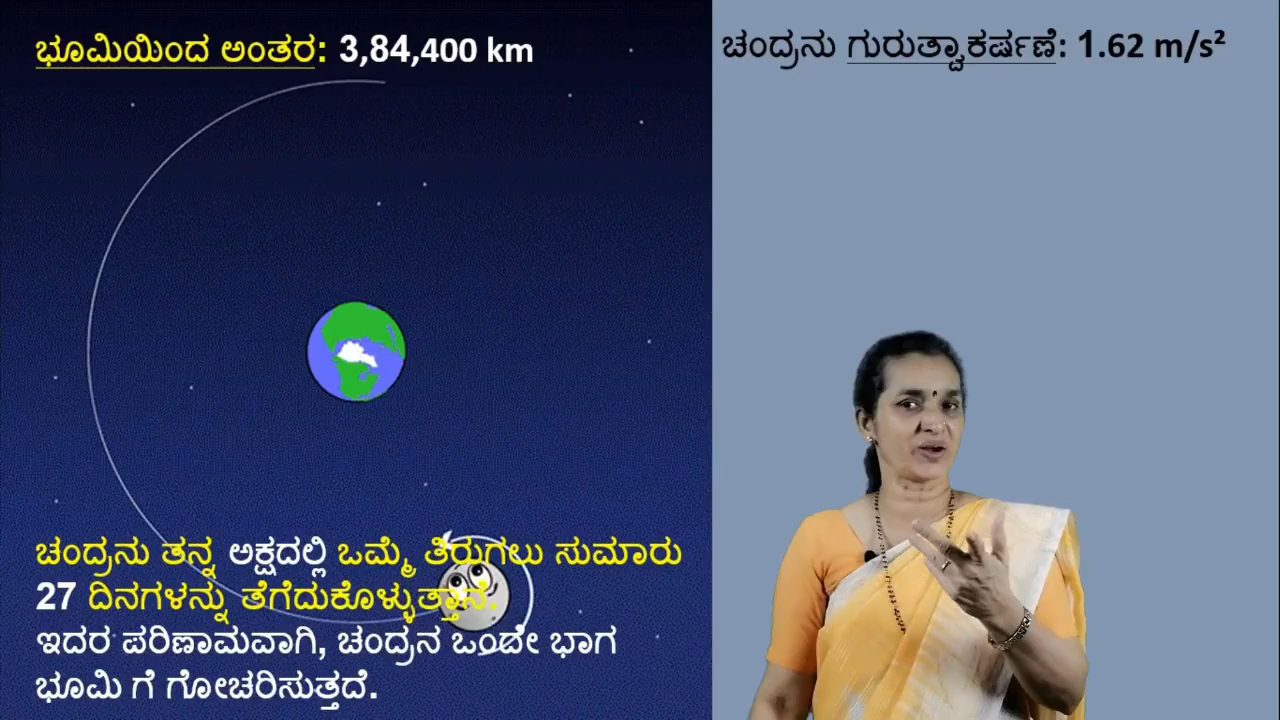 ಭೂಮಿಯಿಂದ ಅಂತರ: 3,84,400 km
ಚಂದ್ರನು ಗುರುತ್ವಾಕರ್ಷಣೆ: 1.62 m/s²
ಚಂದ್ರನು ತನ್ನ ಅಕ್ಷದಲ್ಲಿ ಒಮ್ಮೆ ತಿರುಗಲು ಸುಮಾರು
27 ದಿನಗಳನ್ನು ತೆಗೆದುಕೊಳ್ಳುತ್ತಾನೆ.
ಇದರ ಪರಿಣಾಮವಾಗಿ, ಚಂದ್ರನ ಒಂದೇ ಭಾಗ
ಭೂಮಿ ಗೆ ಗೋಚರಿಸುತ್ತದೆ.